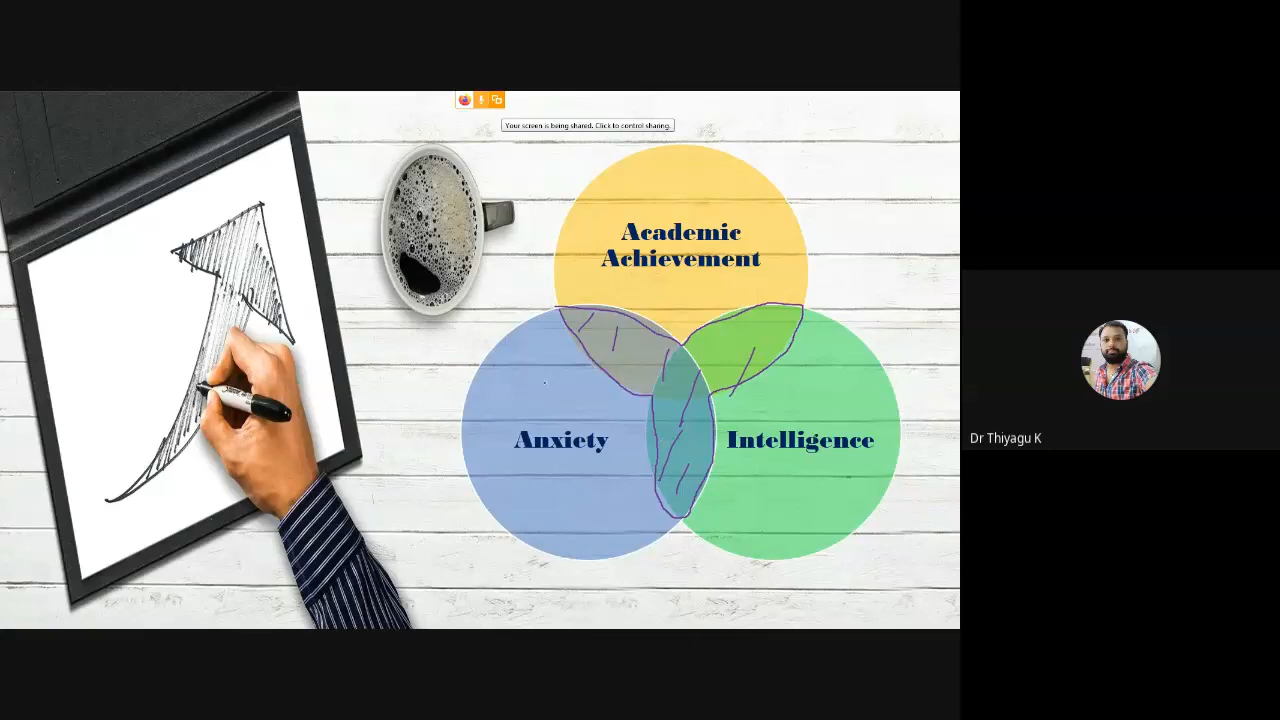 Your screen is being shared. Click to control sharing.
Academic
Achievement
Anxiety
Intelligence
Dr Thiyagu K